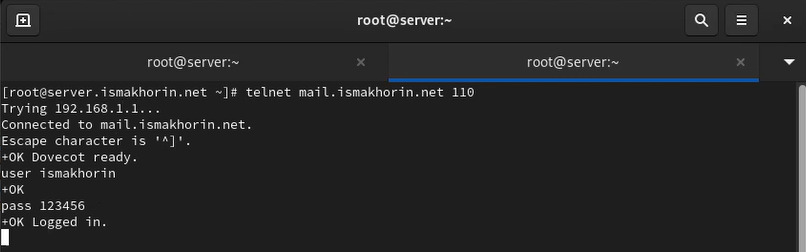 root@server:~
root@server:~
root@server:~
[root@server.ismakhorin.net ~]# telnet mail.ismakhorin.net 110
Trying 192.168.1.1...
Connected to mail.ismakhorin.net.
Escape character is '^]'.
+OK Dovecot ready.
user ismakhorin
+OK
pass 123456
+OK Logged in.